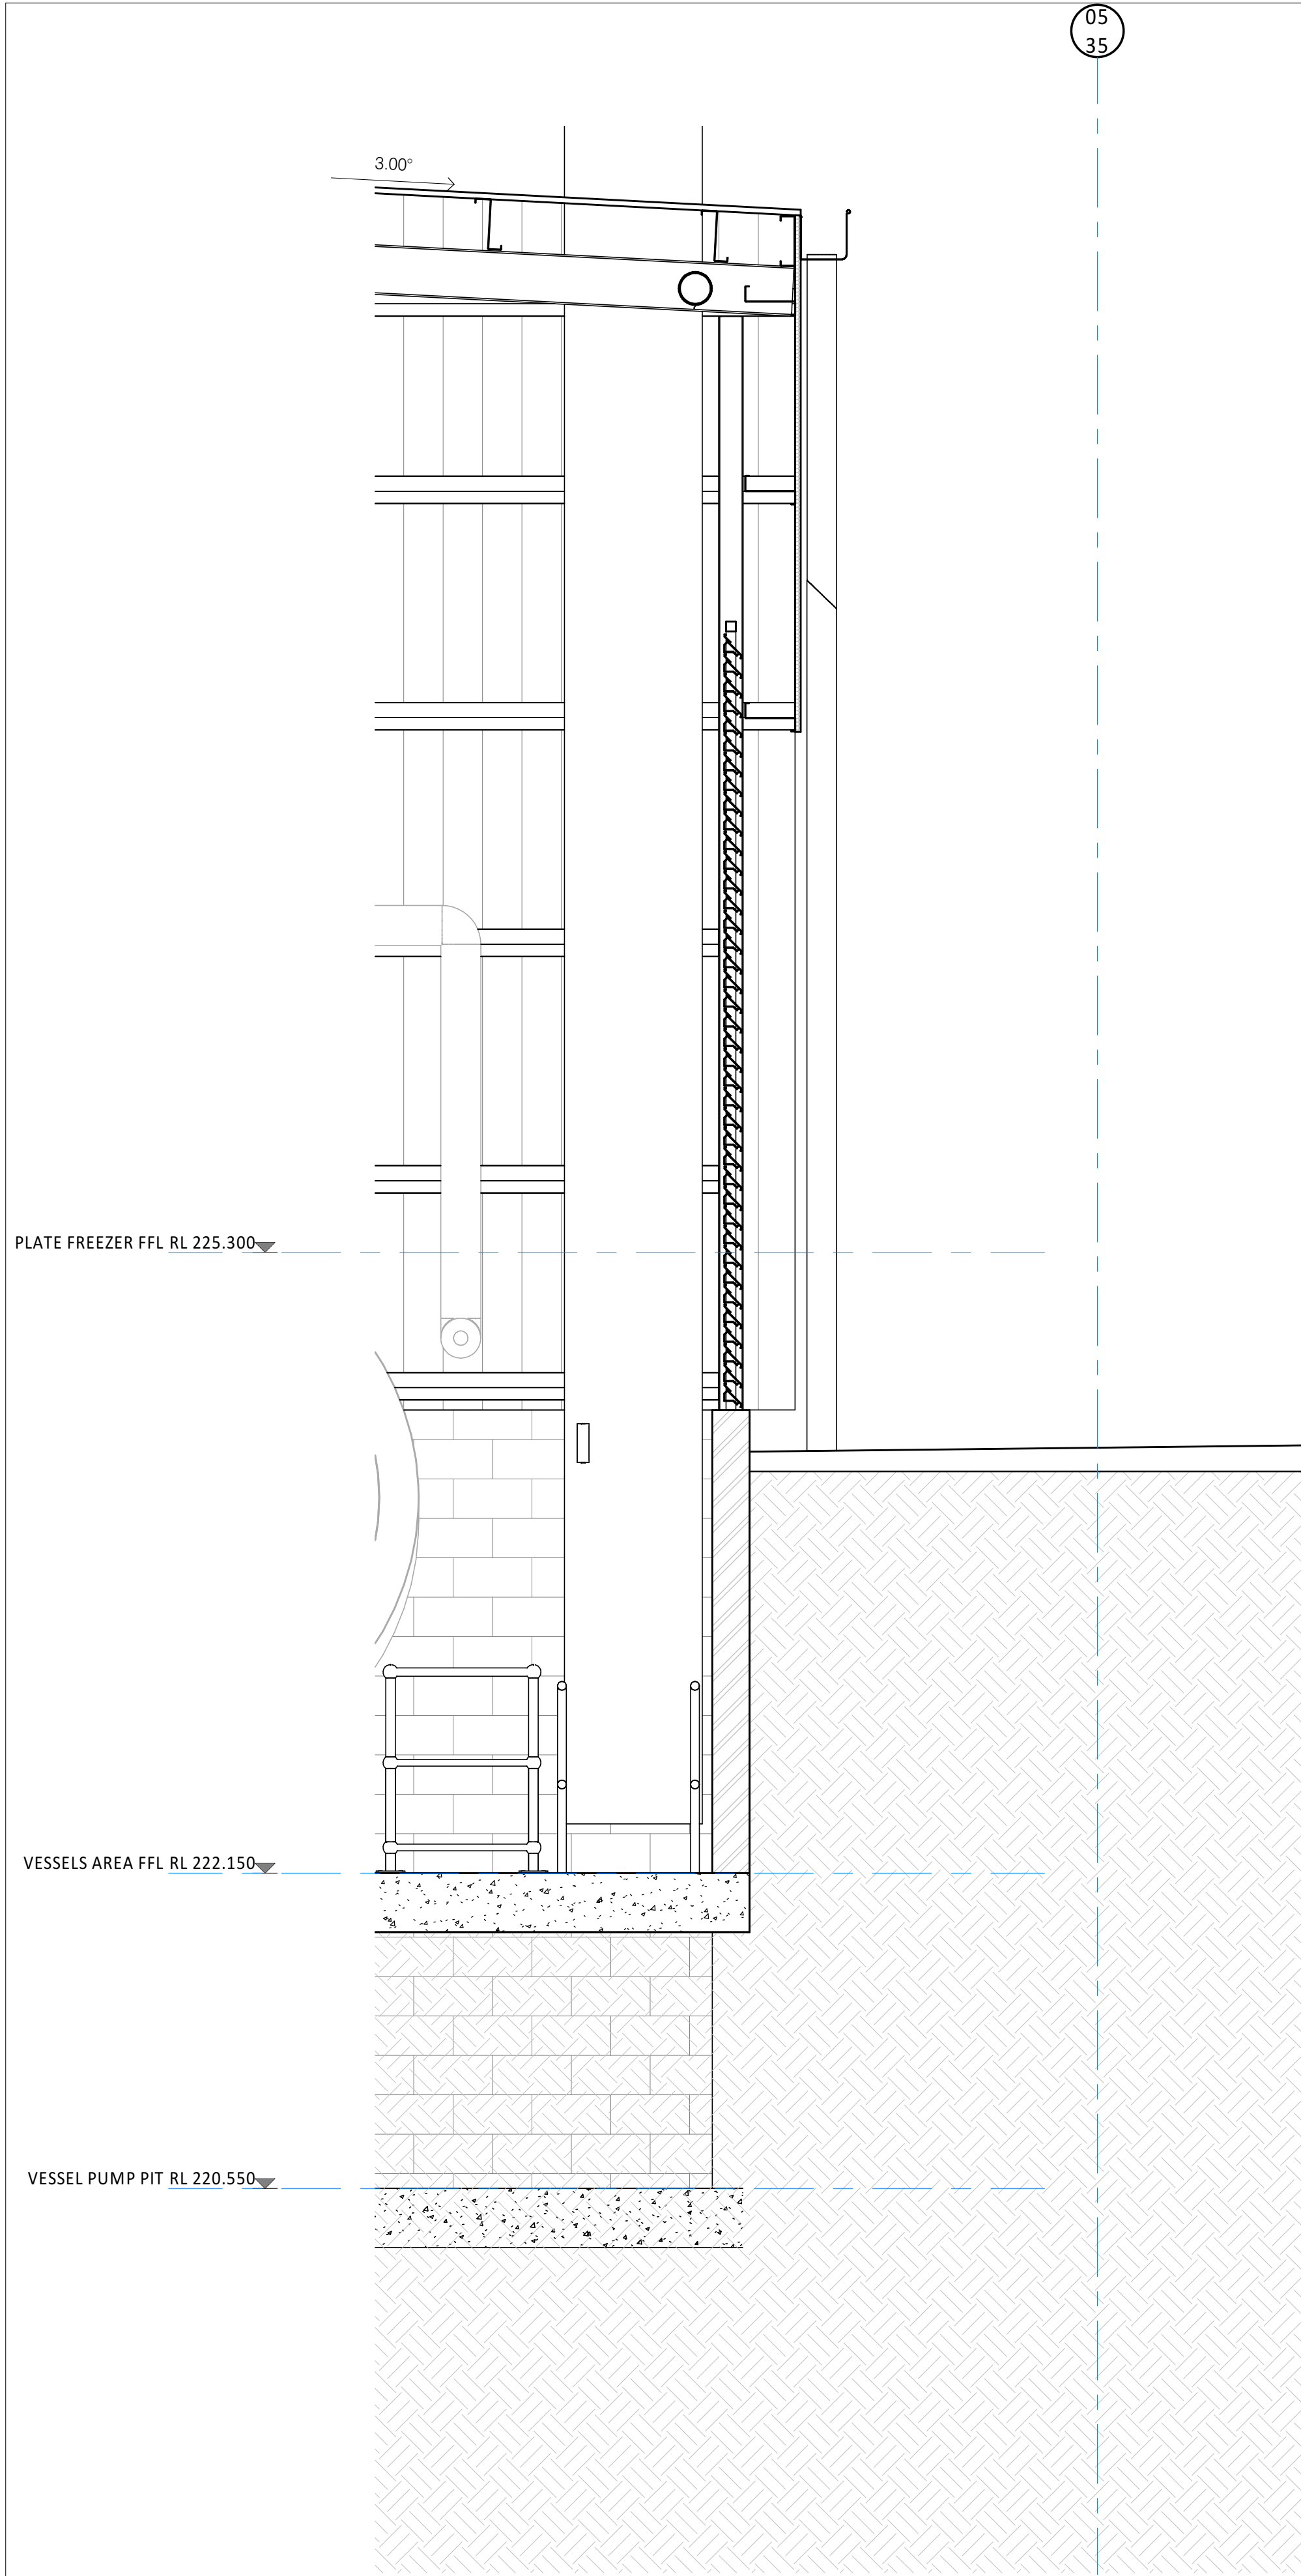 05
35
3.00°
PLATE FREEZER FFL RL 225.300
VESSELS AREA FFL RL 222.150
VESSEL PUMP PIT RL 220.550